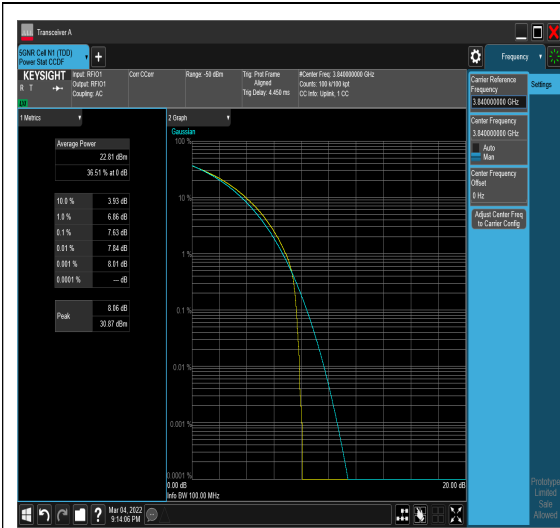 Transceiver A
5GNR Cell N1 (TDD)
Power Stat CCDF
+
Frequency
KEYSIGHT
R T
Input: RFIO1
Output: RFIO1
Coupling: AC
Corr CCorr
Range: -50 dBm
Trig: Prot Frame
Aligned
Trig Delay: 4.450 ms
#Center Freq: 3.840000000 GHz
Counts: 100 k/100 kpt
CC Info: Uplink, 1 CC
Carrier Reference
Frequency
3.840000000 GHz
Settings
Center Frequency
3.840000000 GHz
Auto
Man
Center Frequency
Offset
0 Hz
Adjust Center Freq
to Carrier Config
1 Metrics
Average Power
22.81 dBm
36.51 % at 0 dB
10.0 % 3.93 dB
1.0 % 6.86 dB
0.1 % 7.63 dB
0.01 % 7.84 dB
0.001 % 8.01 dB
0.0001 % --- dB
Peak 8.06 dB
30.87 dBm
2 Graph
Gaussian
100 %
10 %
1 %
0.1 %
0.01 %
0.001 %
0.0001 %
0.00 dB 20.00 dB
Info BW 100.00 MHz
Prototype
Limited
Sale
Allowed
?
Mar 04, 2022
9:14:06 PM